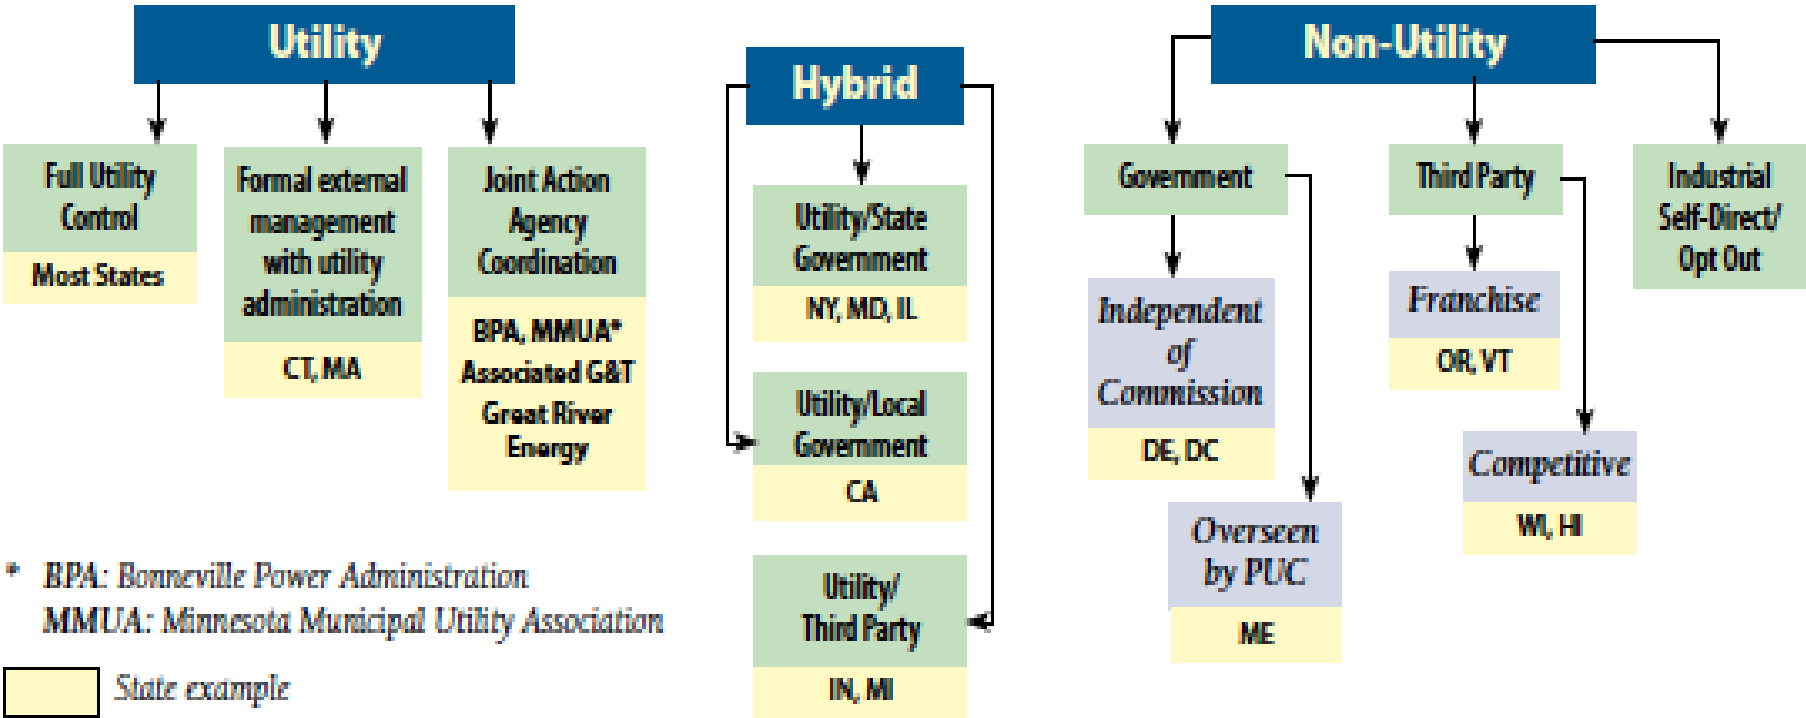 Utility
Full Utility
Control
Most States
Formal external
management
with utility
administration
CT, MA
Joint Action
Agency
Coordination
BPA, MMUA*
Associated G&T
Great River
Energy
* BPA: Bonneville Power Administration
MMUA: Minnesota Municipal Utility Association
State example
Hybrid
Utility/State
Government
NY, MD, IL
Utility/Local
Government
CA
Utility/
Third Party
IN, MI
Non-Utility
Government
Independent
of
Commission
DE, DC
Overseen
by PUC
ME
Third Party
Franchise
OR, VT
Competitive
WI, HI
Industrial
Self-Direct/
Opt Out